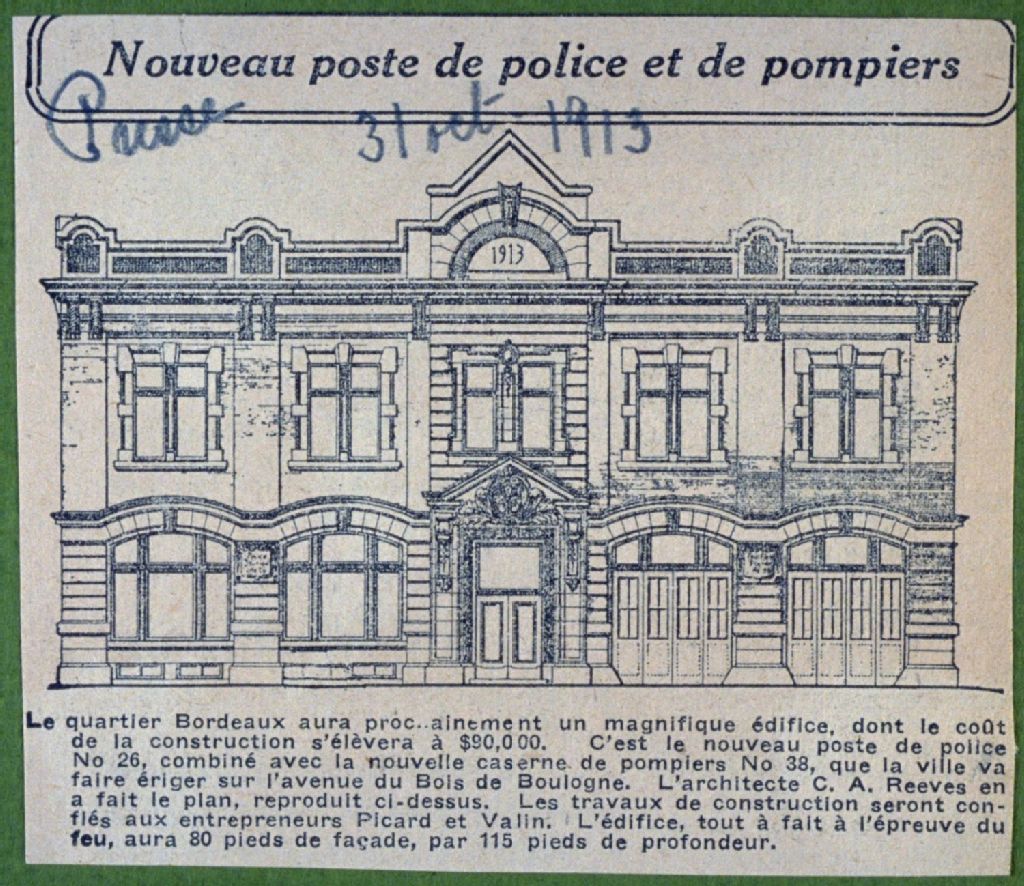 Nouveau poste de police et de pompiers
Presse 31 oct - 1913
1913
Le quartier Bordeaux aura proc..ainement un magnifique édifice, dont le coût
de la construction s'élèvera à $90,000. C'est le nouveau poste de police
No 26, combiné avec la nouvelle caserne de pompiers No 38, que la ville va
faire ériger sur l'avenue du Bois de Boulogne. L'architecte C. A. Reeves en
a fait le plan, reproduit ci-dessus. Les travaux de construction seront con-
fiés aux entrepreneurs Picard et Valin. L'édifice, tout à fait à l'épreuve du
feu, aura 80 pieds de façade, par 115 pieds de profondeur.